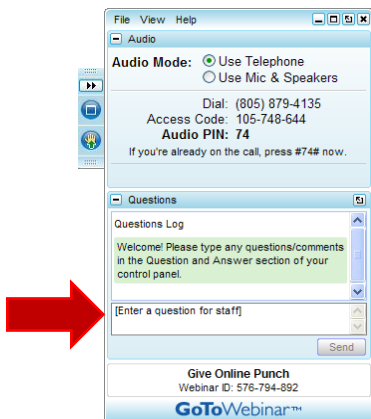 File View Help
Audio
Audio Mode: Use Telephone
Use Mic & Speakers
Dial: (805) 879-4135
Access Code: 105-748-644
Audio PIN: 74
If you're already on the call, press #74# now.
Questions
Questions Log
Welcome! Please type any questions/comments
in the Question and Answer section of your
control panel.
[Enter a question for staff]
Send
Give Online Punch
Webinar ID: 576-794-892
GoToWebinar™